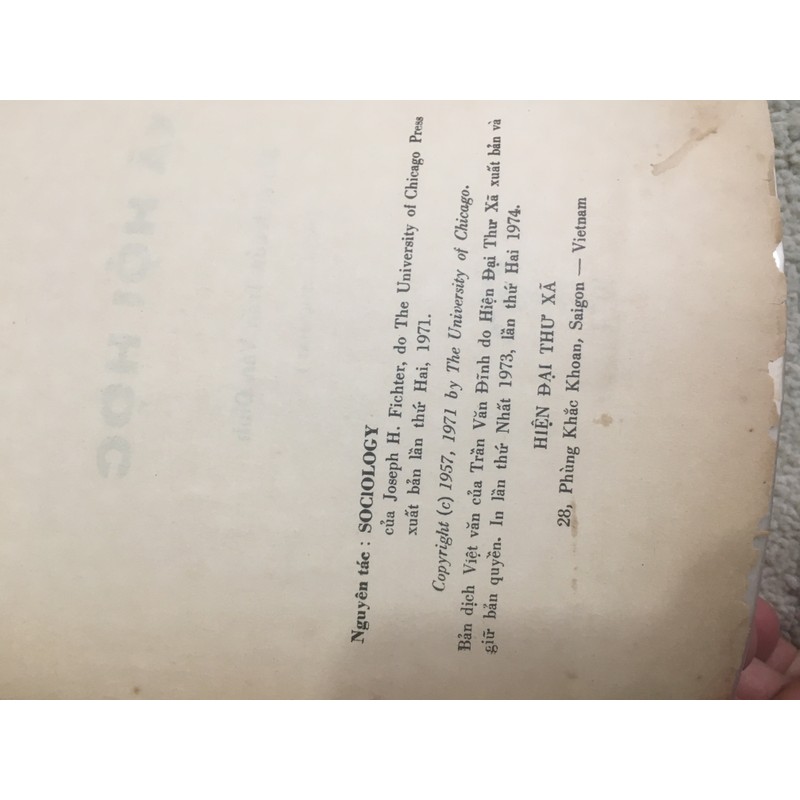 Nguyên tác : SOCIOLOGY
của Joseph H. Fichter, do The University of Chicago Press
xuất bản lần thứ Hai, 1971.
Copyright (c) 1957, 1971 by The University of Chicago.
Bản dịch Việt văn của Trần Văn Đĩnh do Hiện Đại Thư Xã xuất bản và
giữ bản quyền. In lần thứ Nhất 1973, lần thứ Hai 1974.
HIỆN ĐẠI THƯ XÃ
28, Phùng Khắc Khoan, Saigon — Vietnam
XÃ HỘI HỌC